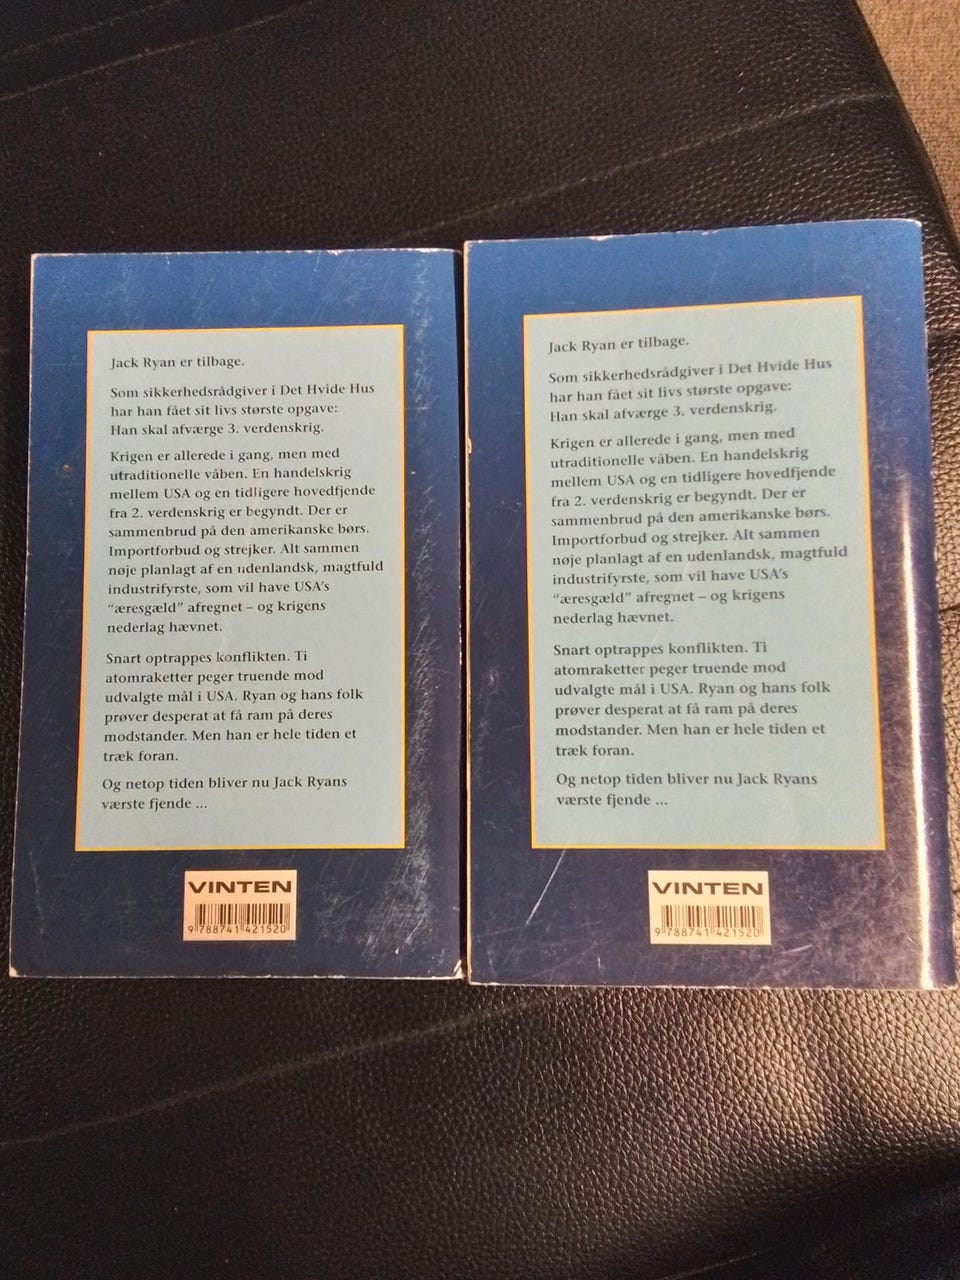 Jack Ryan er tilbage.
Som sikkerhedsrådgiver i Det Hvide Hus
har han fået sit livs største opgave:
Han skal afværge 3. verdenskrig.
Krigen er allerede i gang, men med
utraditionelle våben. En handelskrig
mellem USA og en tidligere hovedfjende
fra 2. verdenskrig er begyndt. Der er
sammenbrud på den amerikanske børs.
Importforbud og strejker. Alt sammen
nøje planlagt af en udenlandsk, magtfuld
industrifyrste, som vil have USA's
"æresgæld" afregnet – og krigens
nederlag hævnet.
Snart optrappes konflikten. Ti
atomraketter peger truende mod
udvalgte mål i USA. Ryan og hans folk
prøver desperat at få ram på deres
modstander. Men han er hele tiden et
træk foran.
Og netop tiden bliver nu Jack Ryans
værste fjende ...
VINTEN
9 788741 421520
Jack Ryan er tilbage.
Som sikkerhedsrådgiver i Det Hvide Hus
har han fået sit livs største opgave:
Han skal afværge 3. verdenskrig.
Krigen er allerede i gang, men med
utraditionelle våben. En handelskrig
mellem USA og en tidligere hovedfjende
fra 2. verdenskrig er begyndt. Der er
sammenbrud på den amerikanske børs.
Importforbud og strejker. Alt sammen
nøje planlagt af en udenlandsk, magtfuld
industrifyrste, som vil have USA's
"æresgæld" afregnet – og krigens
nederlag hævnet.
Snart optrappes konflikten. Ti
atomraketter peger truende mod
udvalgte mål i USA. Ryan og hans folk
prøver desperat at få ram på deres
modstander. Men han er hele tiden et
træk foran.
Og netop tiden bliver nu Jack Ryans
værste fjende ...
VINTEN
9 788741 421520